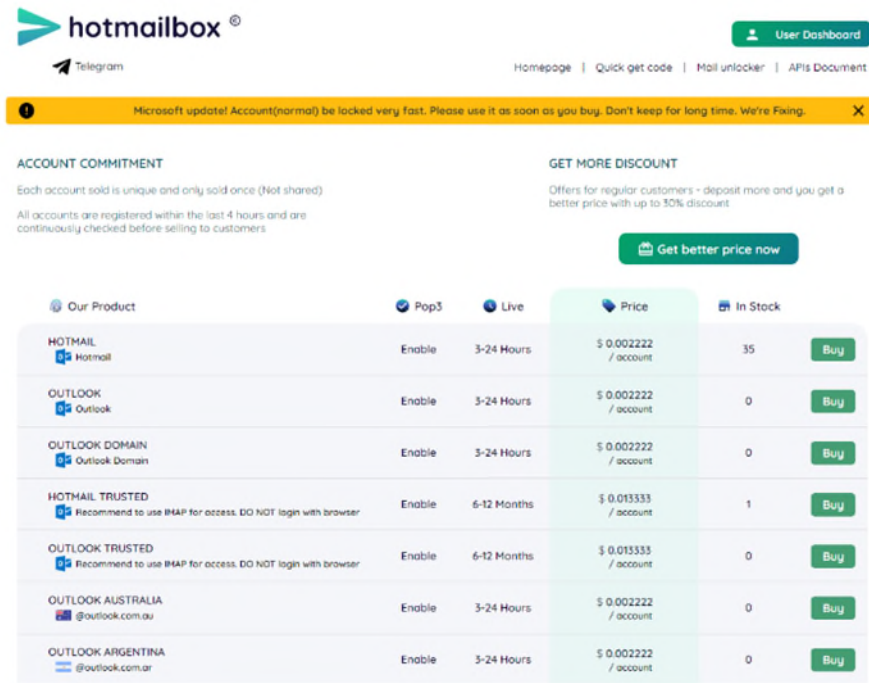 hotmailbox ©
User Dashboard
Telegram
Homepage | Quick get code | Mail unlocker | APIs Document
Microsoft update! Account(normal) be locked very fast. Please use it as soon as you buy. Don't keep for long time. We're Fixing.
ACCOUNT COMMITMENT
Each account sold is unique and only sold once (Not shared)
All accounts are registered within the last 4 hours and are
continuously checked before selling to customers
GET MORE DISCOUNT
Offers for regular customers - deposit more and you get a
better price with up to 30% discount
Get better price now
Our Product Pop3 Live Price In Stock
HOTMAIL
Hotmail
Enable 3-24 Hours $ 0.002222 35 Buy
/ account
OUTLOOK
Outlook
Enable 3-24 Hours $ 0.002222 0 Buy
/ account
OUTLOOK DOMAIN
Outlook Domain
Enable 3-24 Hours $ 0.002222 0 Buy
/ account
HOTMAIL TRUSTED
Recommend to use IMAP for access. DO NOT login with browser
Enable 6-12 Months $ 0.013333 1 Buy
/ account
OUTLOOK TRUSTED
Recommend to use IMAP for access. DO NOT login with browser
Enable 6-12 Months $ 0.013333 0 Buy
/ account
OUTLOOK AUSTRALIA
@outlook.com.au
Enable 3-24 Hours $ 0.002222 0 Buy
/ account
OUTLOOK ARGENTINA
@outlook.com.ar
Enable 3-24 Hours $ 0.002222 0 Buy
/ account